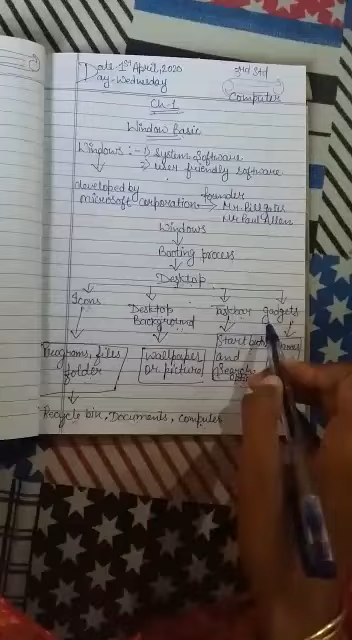 Date-1st April, 2020
3rd Std
Day-Wednesday
Computer
Ch-1
Window Basic
Windows :- 1) System Software
2) user friendly software
developed by
microsoft corporation
founder
Mr. Bill gates
Mr. Paul Allen
Windows
Booting process
Desktop
Icons
Desktop
Background
Taskbar
gadgets
Programs, files
folder
Wallpaper
or picture
Start
and
Search
Recycle bin, Documents, computer